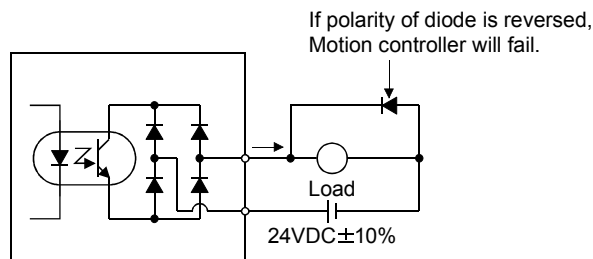 If polarity of diode is reversed,
Motion controller will fail.
Load
24VDC±10%